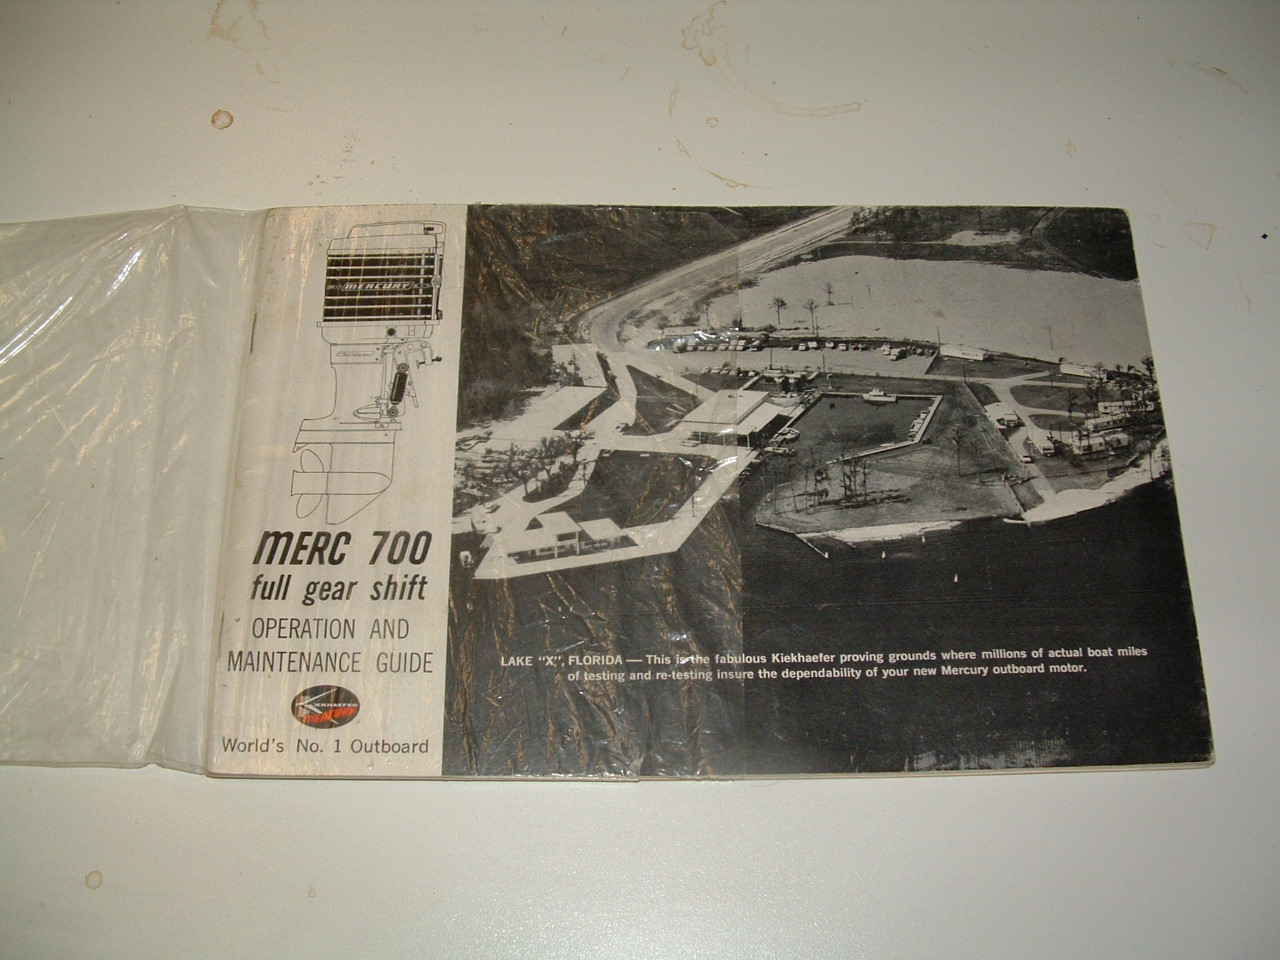 MERCURY
MERC 700
full gear shift
OPERATION AND
MAINTENANCE GUIDE
KIEKHAEFER
MERCURY
World's No. 1 Outboard
LAKE "X", FLORIDA — This is the fabulous Kiekhaefer proving grounds where millions of actual boat miles
of testing and re-testing insure the dependability of your new Mercury outboard motor.